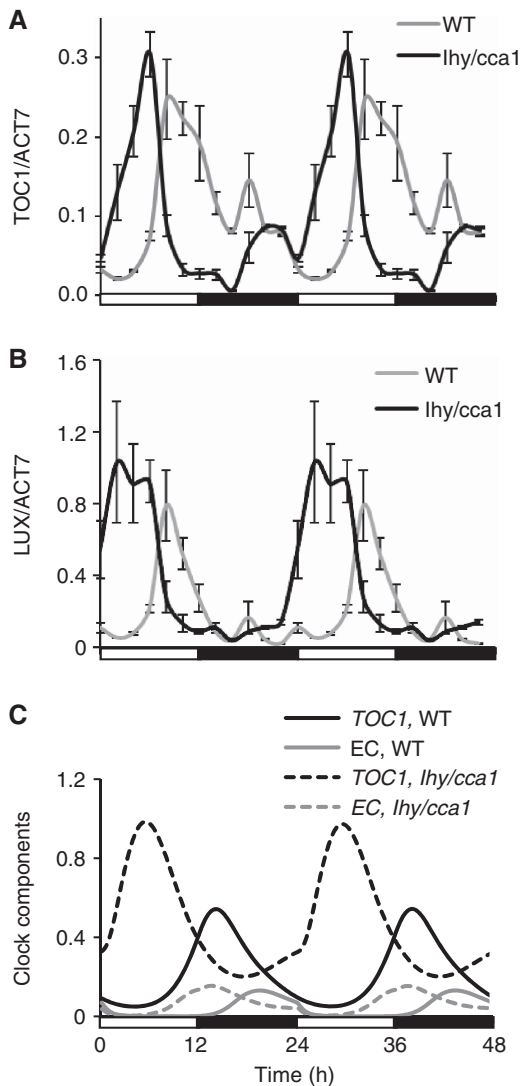 A
WT
lhy/cca1
TOC1/ACT7
0.3
0.2
0.1
0.0
B
WT
lhy/cca1
LUX/ACT7
1.6
1.2
0.8
0.4
0
C
TOC1, WT
EC, WT
TOC1, lhy/cca1
EC, lhy/cca1
Clock components
1.2
0.8
0.4
0
0 12 24 36 48
Time (h)